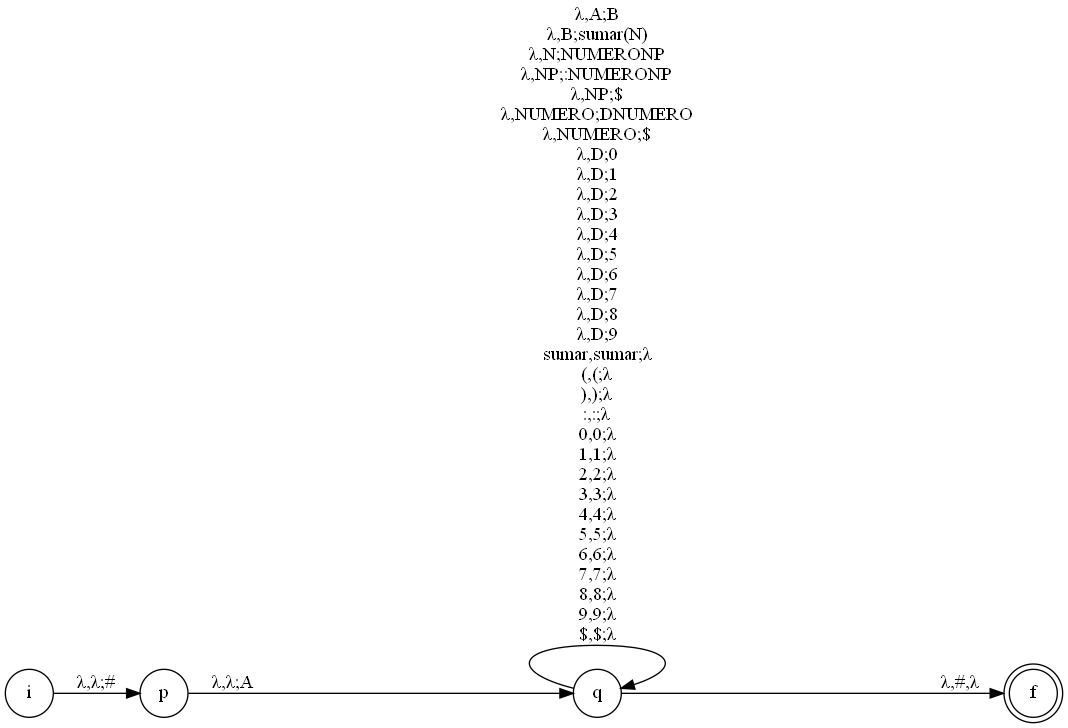 λ,A;B
λ,B;sumar(N)
λ,N;NUMERONP
λ,NP;:NUMERONP
λ,NP;$
λ,NUMERO;DNUMERO
λ,NUMERO;$
λ,D;0
λ,D;1
λ,D;2
λ,D;3
λ,D;4
λ,D;5
λ,D;6
λ,D;7
λ,D;8
λ,D;9
sumar,sumar;λ
(,(;λ
),);λ
:,:;λ
0,0;λ
1,1;λ
2,2;λ
3,3;λ
4,4;λ
5,5;λ
6,6;λ
7,7;λ
8,8;λ
9,9;λ
$,$;λ
i λ,λ;# p λ,λ;A q λ,#,λ f